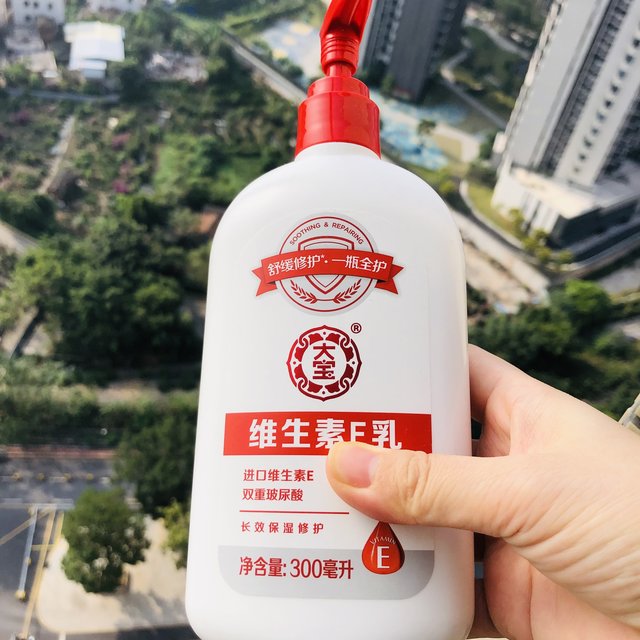 SOOTHING & REPAIRING
舒缓修护*·一瓶全护
大宝®
维生素E乳
进口维生素E
双重玻尿酸
长效保湿修护
VITAMIN
E
净含量: 300毫升